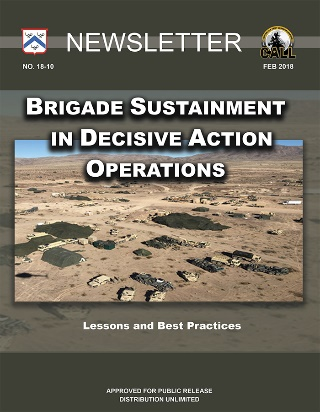 NEWSLETTER
CALL
NO. 18-10
FEB 2018
BRIGADE SUSTAINMENT
IN DECISIVE ACTION
OPERATIONS
Lessons and Best Practices
APPROVED FOR PUBLIC RELEASE
DISTRIBUTION UNLIMITED